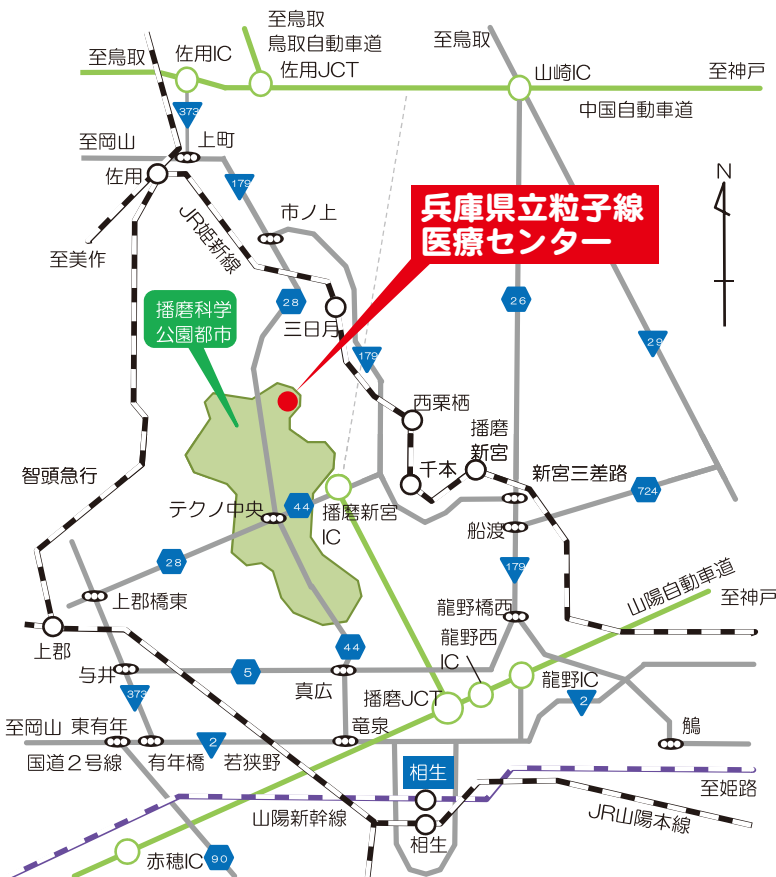 至鳥取
鳥取自動車道
佐用JCT
至鳥取
佐用IC
至鳥取
山崎IC
至神戸
中国自動車道
373
至岡山
上町
佐用
179
N
市ノ上
兵庫県立粒子線
医療センター
至美作
JR姫新線
28
26
播磨科学
公園都市
三日月
179
29
西栗栖
播磨
新宮
千本
新宮三差路
智頭急行
724
テクノ中央
44
播磨新宮
IC
船渡
28
179
山陽自動車道
上郡橋東
龍野橋西
至神戸
上郡
龍野西
IC
44
与井
5
真広
龍野IC
373
播磨JCT
2
至岡山
東有年
竜泉
鵤
国道2号線
有年橋
2
若狭野
相生
至姫路
山陽新幹線
JR山陽本線
相生
赤穂IC
90